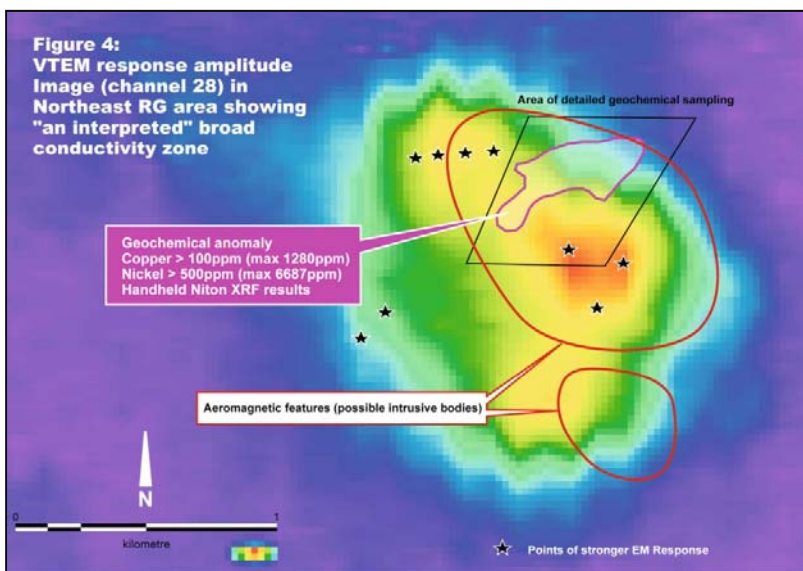 Figure 4:
VTEM response amplitude
Image (channel 28) in
Northeast RG area showing
"an interpreted" broad
conductivity zone
Area of detailed geochemical sampling
Geochemical anomaly
Copper > 100ppm (max 1280ppm)
Nickel > 500ppm (max 6687ppm)
Handheld Niton XRF results
Aeromagnetic features (possible intrusive bodies)
N
0 1
kilometre
Points of stronger EM Response